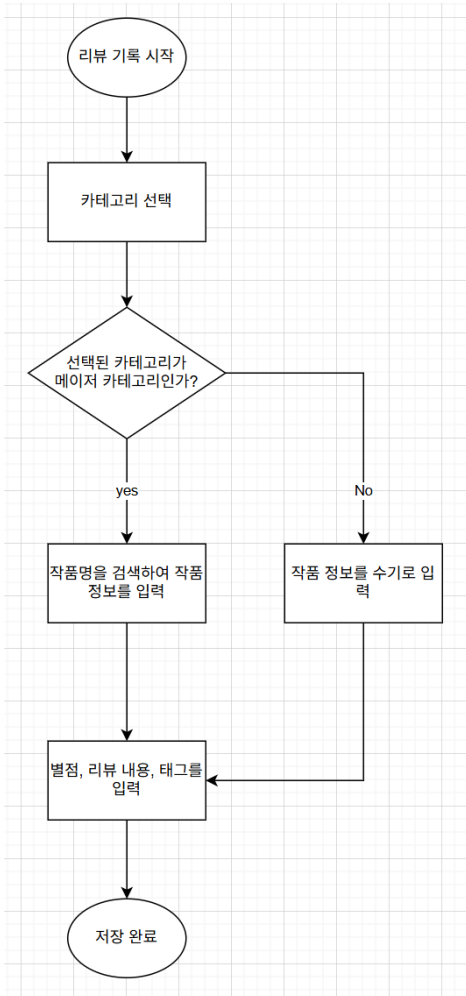 리뷰 기록 시작
카테고리 선택
선택된 카테고리가
메이저 카테고리인가?
yes
No
작품명을 검색하여 작품
정보를 입력
작품 정보를 수기로 입
력
별점, 리뷰 내용, 태그를
입력
저장 완료